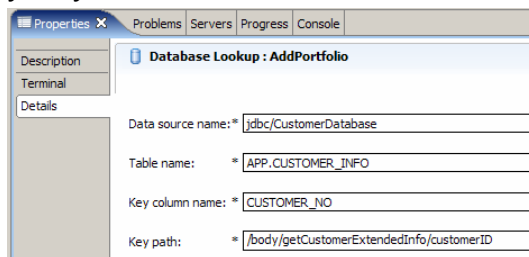 Properties Problems Servers Progress Console
Description
Database Lookup : AddPortfolio
Terminal
Details
Data source name:* jdbc/CustomerDatabase
Table name: * APP.CUSTOMER_INFO
Key column name: * CUSTOMER_NO
Key path: * /body/getCustomerExtendedInfo/customerID